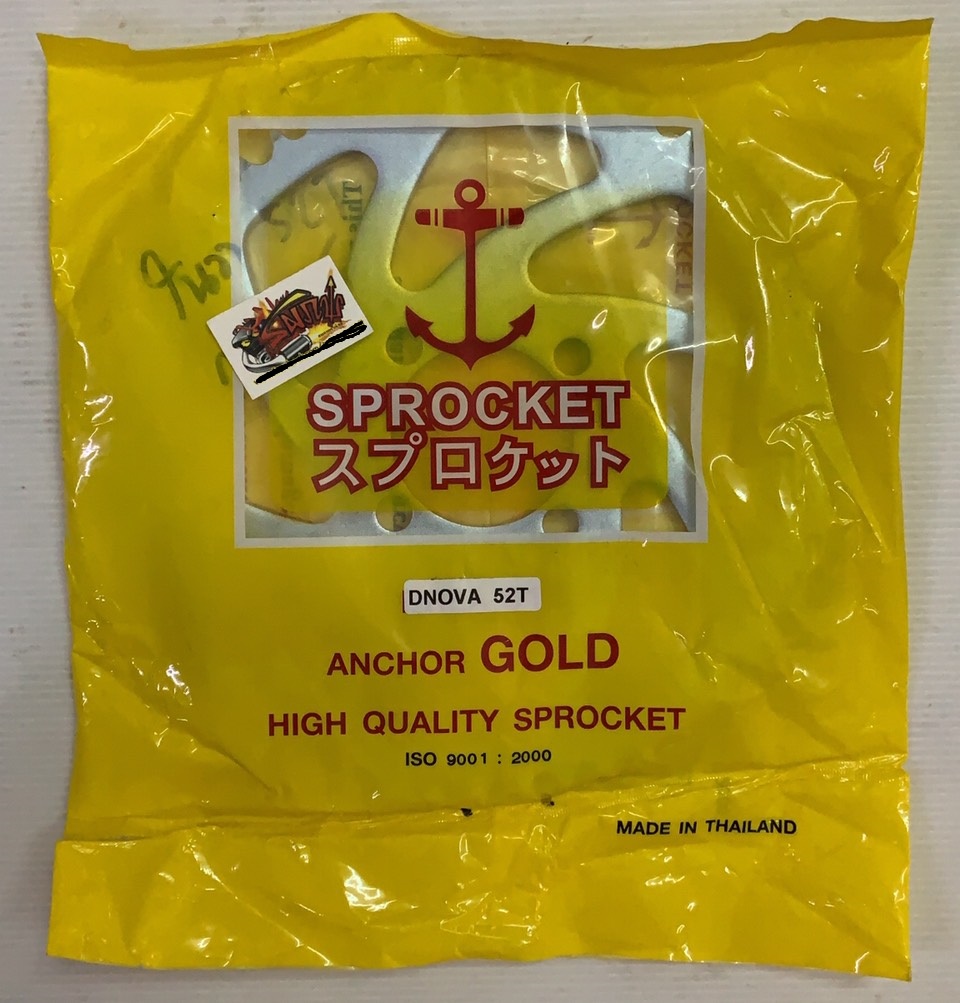 SPROCKET
スプロケット
DNOVA 52T
ANCHOR GOLD
HIGH QUALITY SPROCKET
ISO 9001 : 2000
MADE IN THAILAND